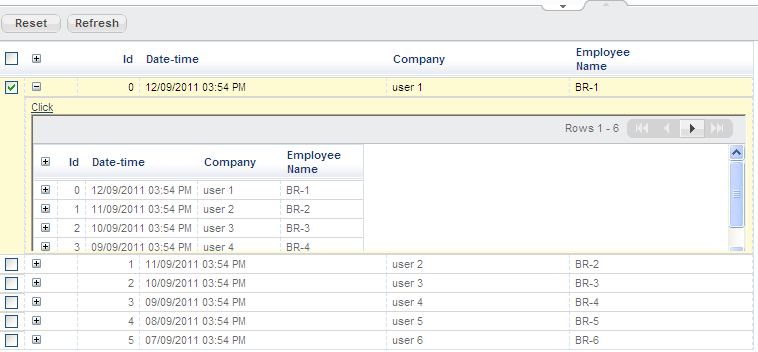 Reset Refresh
Id Date-time Company Employee
Name
0 12/09/2011 03:54 PM user 1 BR-1
Click
Rows 1 - 6
Id Date-time Company Employee
Name
0 12/09/2011 03:54 PM user 1 BR-1
1 11/09/2011 03:54 PM user 2 BR-2
2 10/09/2011 03:54 PM user 3 BR-3
3 09/09/2011 03:54 PM user 4 BR-4
1 11/09/2011 03:54 PM user 2 BR-2
2 10/09/2011 03:54 PM user 3 BR-3
3 09/09/2011 03:54 PM user 4 BR-4
4 08/09/2011 03:54 PM user 5 BR-5
5 07/09/2011 03:54 PM user 6 BR-6